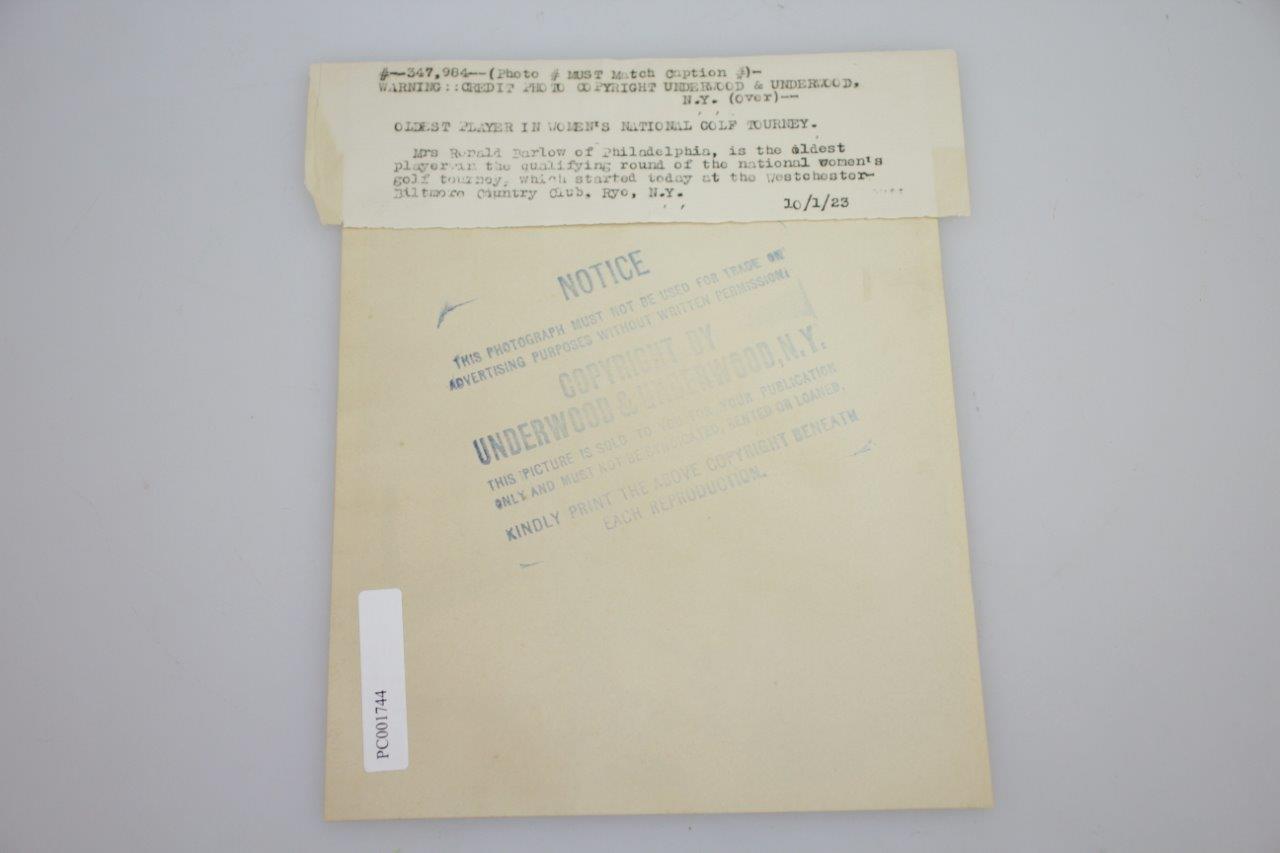 #--347,984--(Photo # MUST Match Caption #)-
WARNING::CREDIT PHOTO COPYRIGHT UNDERWOOD & UNDERWOOD,
N.Y. (Over)--
OLDEST PLAYER IN WOMEN'S NATIONAL GOLF TOURNEY.
Mrs Ronald Barlow of Philadelphia, is the oldest
player in the qualifying round of the national women's
golf tourney, which started today at the Westchester-
Biltmore Country Club, Rye, N.Y.
10/1/23
NOTICE
THIS PHOTOGRAPH MUST NOT BE USED FOR TRADE OR
ADVERTISING PURPOSES WITHOUT WRITTEN PERMISSION:
COPYRIGHT BY
UNDERWOOD & UNDERWOOD, N.Y.
THIS PICTURE IS SOLD TO YOU FOR YOUR PUBLICATION
ONLY AND MUST NOT BE SYNDICATED, RENTED OR LOANED.
KINDLY PRINT THE ABOVE COPYRIGHT BENEATH
EACH REPRODUCTION.
PC001744